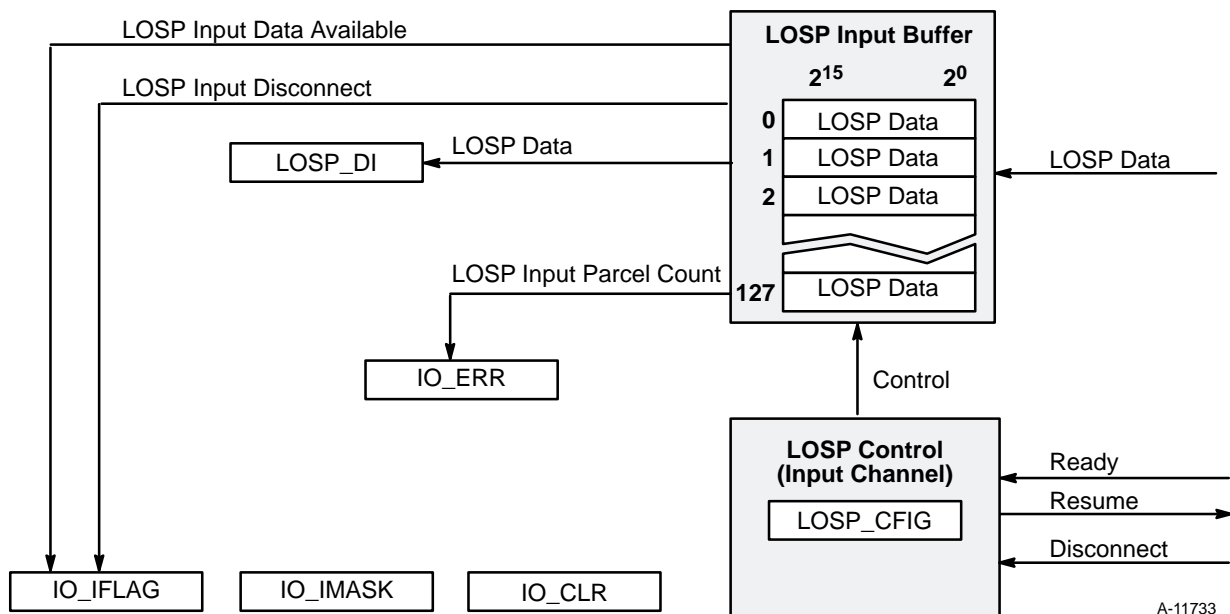 LOSP Input Data Available
LOSP Input Buffer
2^15 2^0
LOSP Input Disconnect
0 LOSP Data
LOSP Data
1 LOSP Data
LOSP_DI
LOSP Data
2 LOSP Data
LOSP Input Parcel Count
127 LOSP Data
IO_ERR
Control
LOSP Control
(Input Channel)
LOSP_CFIG
Ready
Resume
Disconnect
IO_IFLAG
IO_IMASK
IO_CLR
A-11733